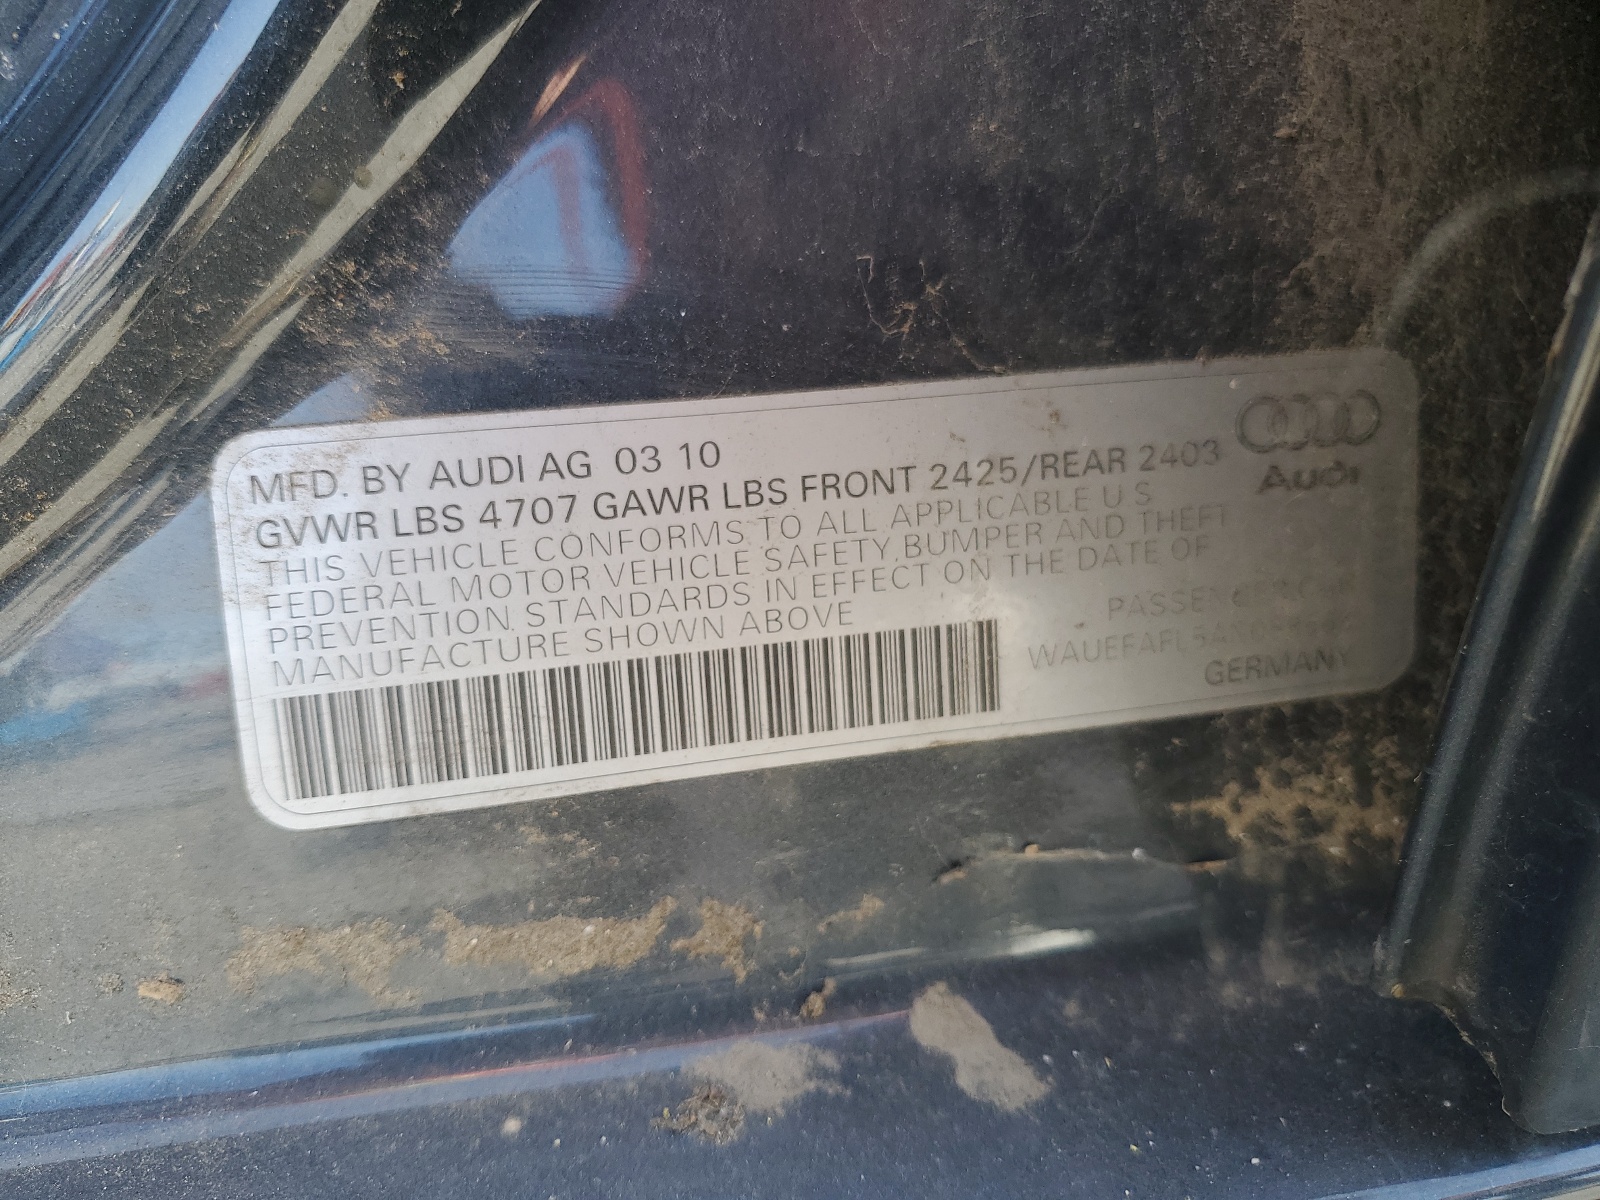 MFD. BY AUDI AG 03 10
GVWR LBS 4707 GAWR LBS FRONT 2425/REAR 2403
Audi
THIS VEHICLE CONFORMS TO ALL APPLICABLE U S
FEDERAL MOTOR VEHICLE SAFETY, BUMPER AND THEFT
PREVENTION STANDARDS IN EFFECT ON THE DATE OF
MANUFACTURE SHOWN ABOVE
GERMANY